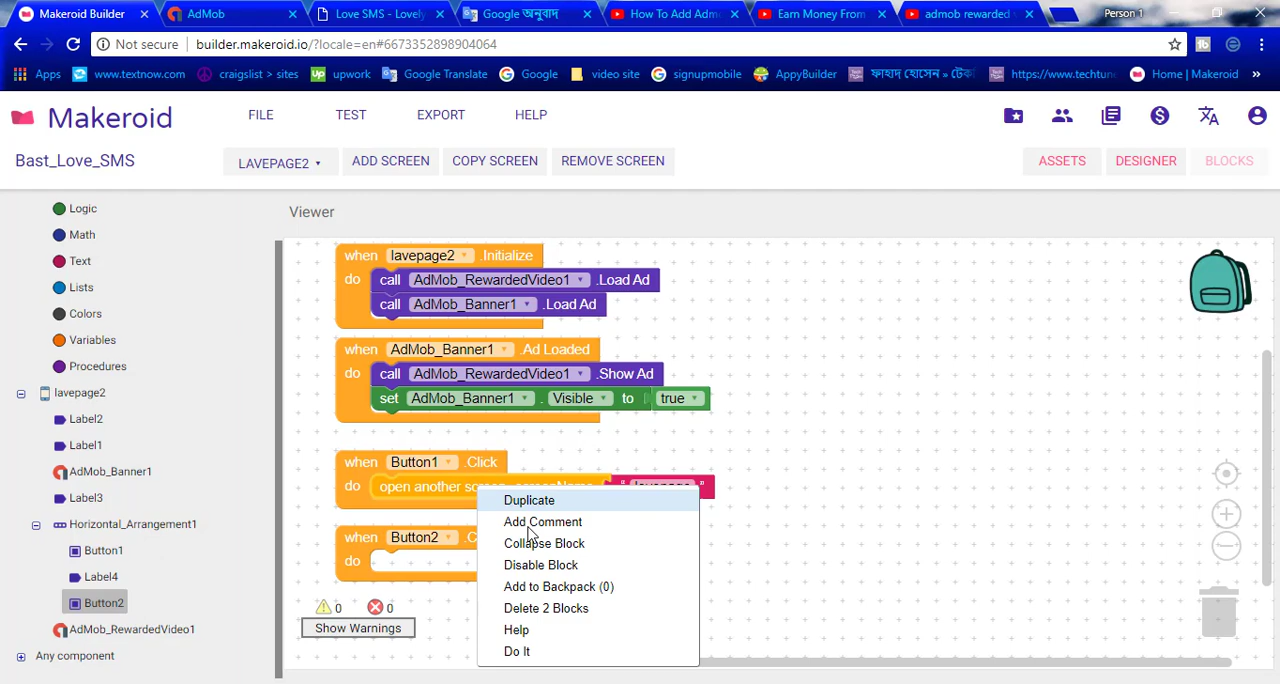 Makeroid Builder
AdMob
Love SMS - Lovely
Google অনুবাদ
How To Add Adm
Earn Money From
admob rewarded v
Person 1
Not secure
builder.makeroid.io/?locale=en#6673352898904064
Apps
www.textnow.com
craigslist > sites
upwork
Google Translate
Google
video site
signupmobile
AppyBuilder
ফাহাদ হোসেন » টেক
https://www.techtun
Home | Makeroid
»
Makeroid
FILE
TEST
EXPORT
HELP
Bast_Love_SMS
LAVEPAGE2
ADD SCREEN
COPY SCREEN
REMOVE SCREEN
ASSETS
DESIGNER
BLOCKS
Logic
Math
Text
Lists
Colors
Variables
Procedures
lavepage2
Label2
Label1
AdMob_Banner1
Label3
Horizontal_Arrangement1
Button1
Label4
Button2
AdMob_RewardedVideo1
Any component
Viewer
when lavepage2 .Initialize
do call AdMob_RewardedVideo1 .Load Ad
call AdMob_Banner1 .Load Ad
when AdMob_Banner1 .Ad Loaded
do call AdMob_RewardedVideo1 .Show Ad
set AdMob_Banner1 . Visible to true
when Button1 .Click
do open another
when Button2
do
Duplicate
Add Comment
Collapse Block
Disable Block
Add to Backpack (0)
Delete 2 Blocks
Help
Do It
0
0
Show Warnings